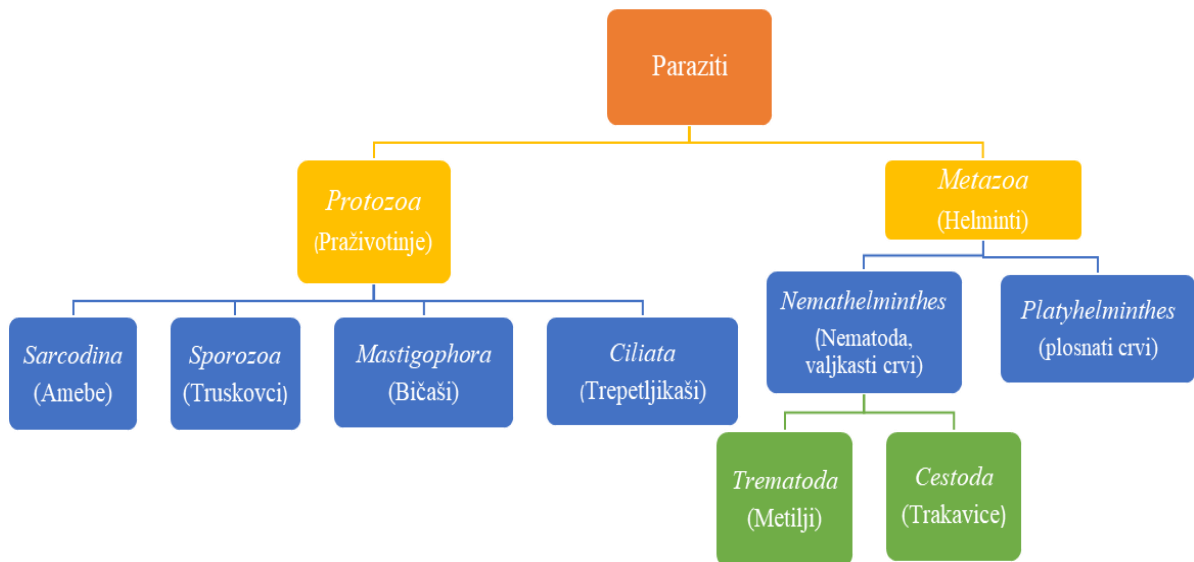 Paraziti
Protozoa
(Praživotinje)
Metazoa
(Helminti)
Sarcodina
(Amebe)
Sporozoa
(Truskovci)
Mastigophora
(Bičaši)
Ciliata
(Trepetljikaši)
Nemathelminthes
(Nematoda,
valjkasti crvi)
Platyhelminthes
(plosnati crvi)
Trematoda
(Metilji)
Cestoda
(Trakavice)